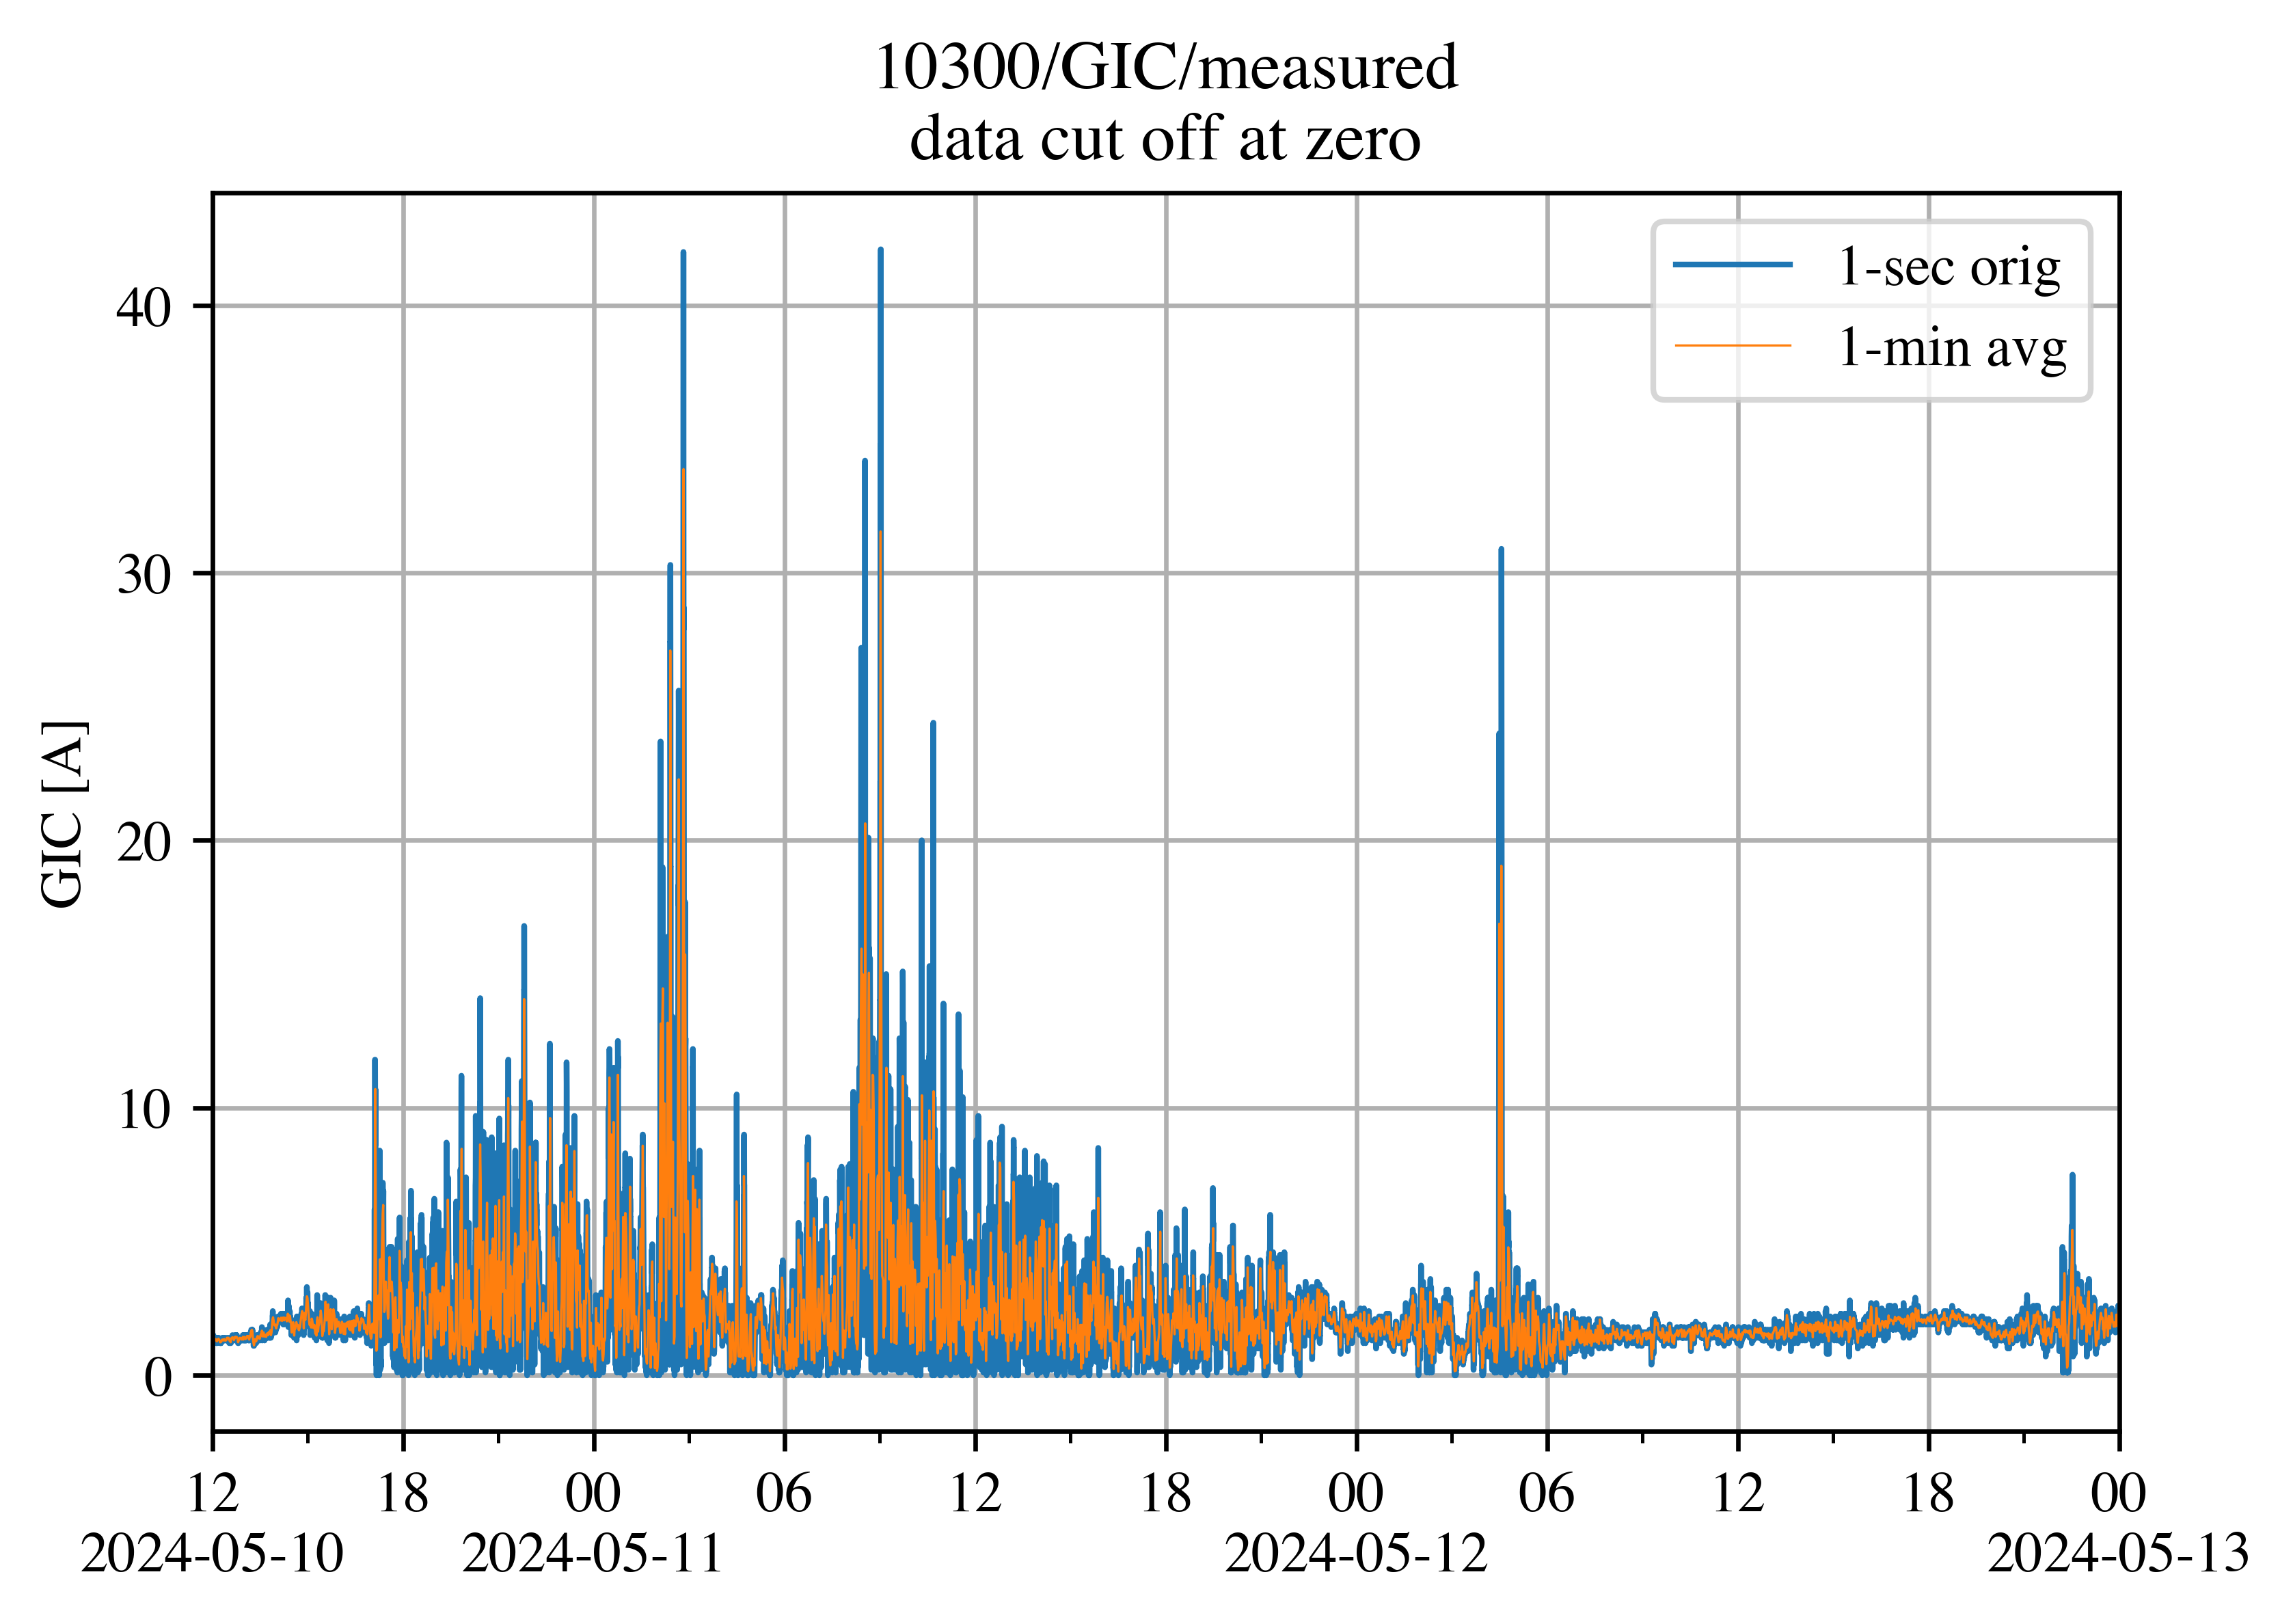 10300/GIC/measured
data cut off at zero
1-sec orig
1-min avg
GIC [A]
40
30
20
10
0
12 18 00 06 12 18 00 06 12 18 00
2024-05-10 2024-05-11 2024-05-12 2024-05-13